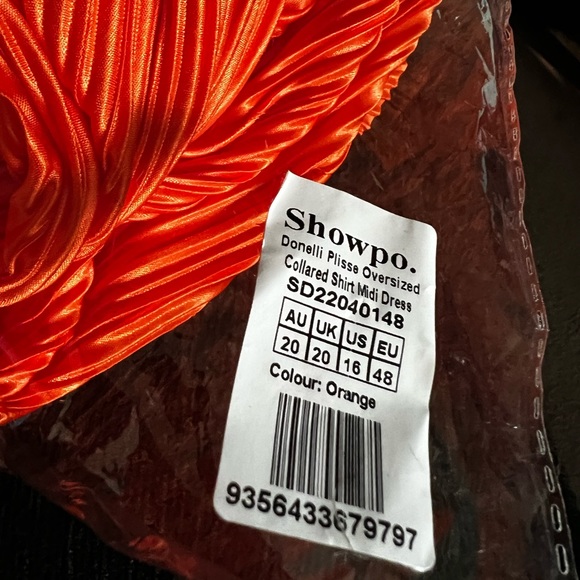 Showpo.
Donelli Plisse Oversized
Collared Shirt Midi Dress
SD22040148
AU UK US EU
20 20 16 48
Colour: Orange
9356433679797